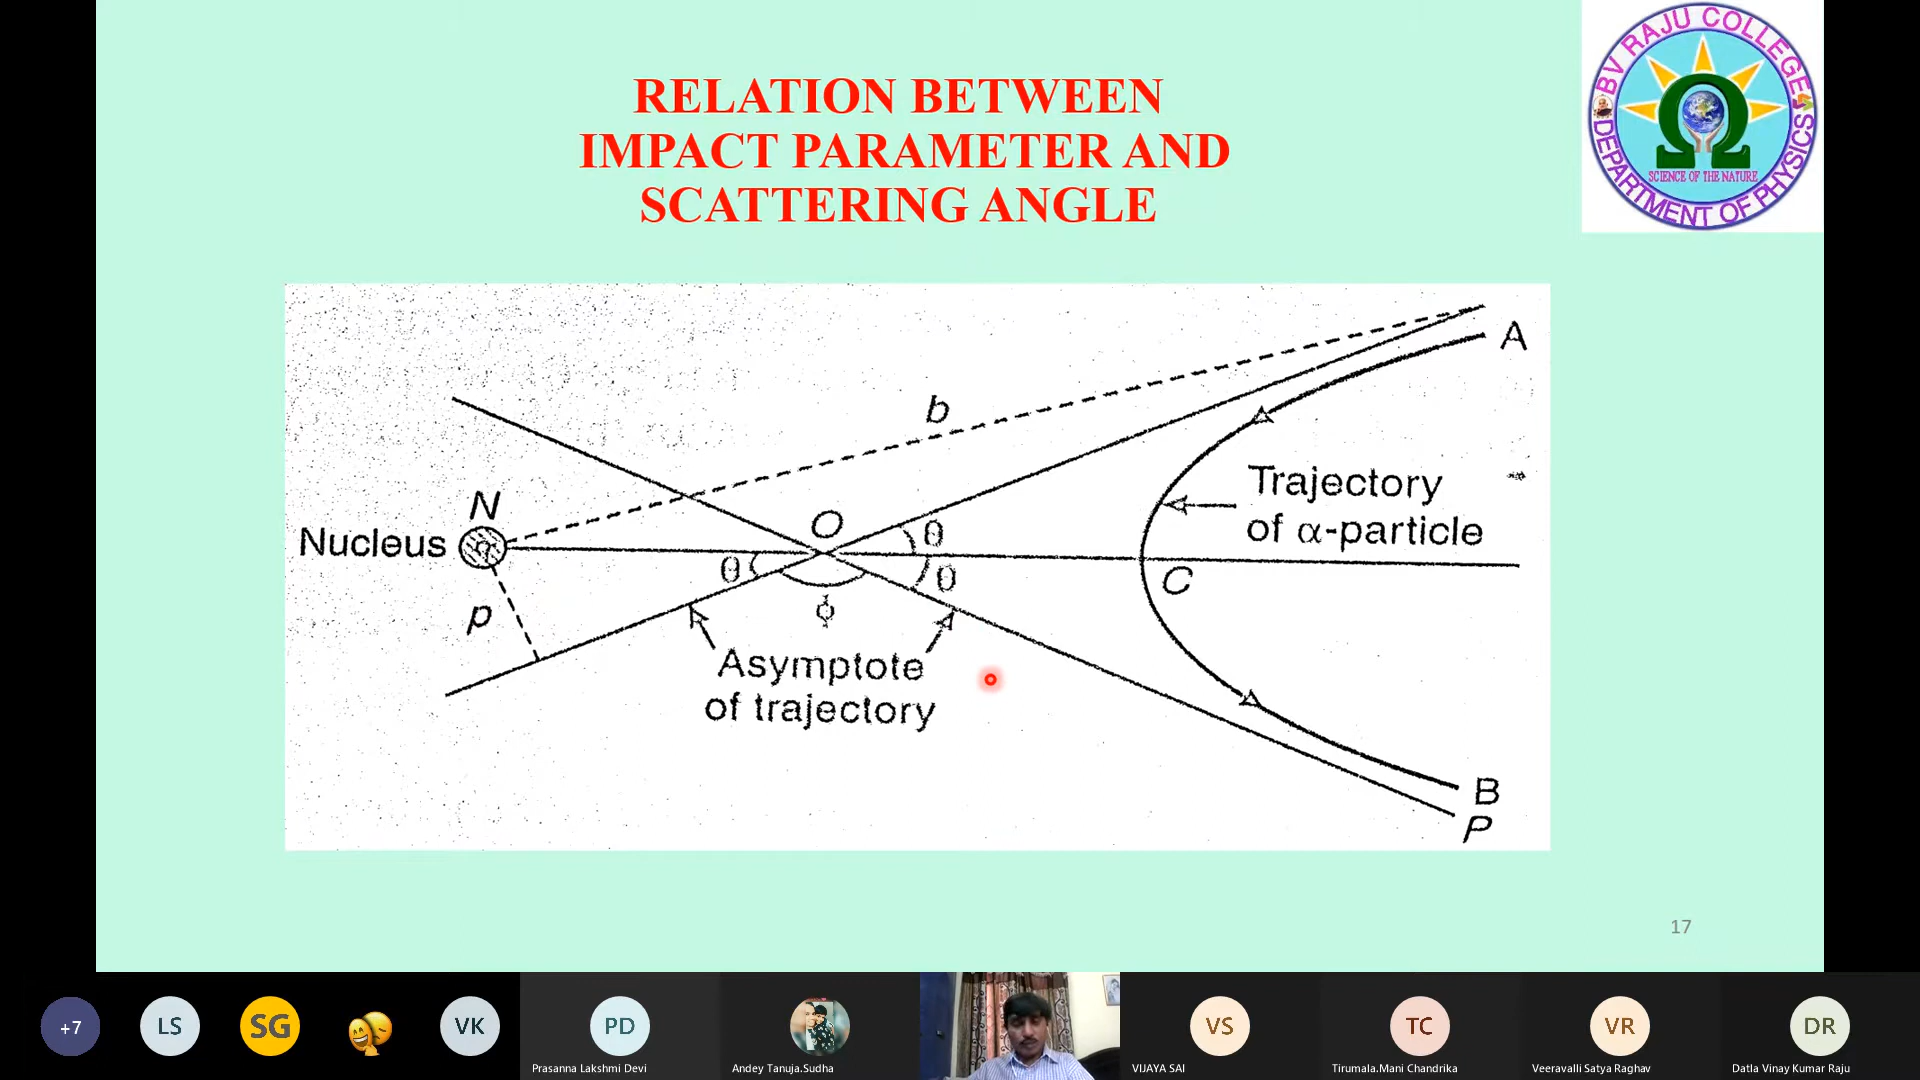 RELATION BETWEEN
IMPACT PARAMETER AND
SCATTERING ANGLE
BV RAJU COLLEGE
SCIENCE OF THE NATURE
DEPARTMENT OF PHYSICS
A
b
Trajectory
of α-particle
N
Nucleus
O
θ
θ
θ
C
p
ϕ
Asymptote
of trajectory
B
P
17
+7
LS
SG
VK
PD
VS
TC
VR
DR
Prasanna Lakshmi Devi
Andey Tanuja.Sudha
VIJAYA SAI
Tirumala.Mani Chandrika
Veeravalli Satya Raghav
Datla Vinay Kumar Raju